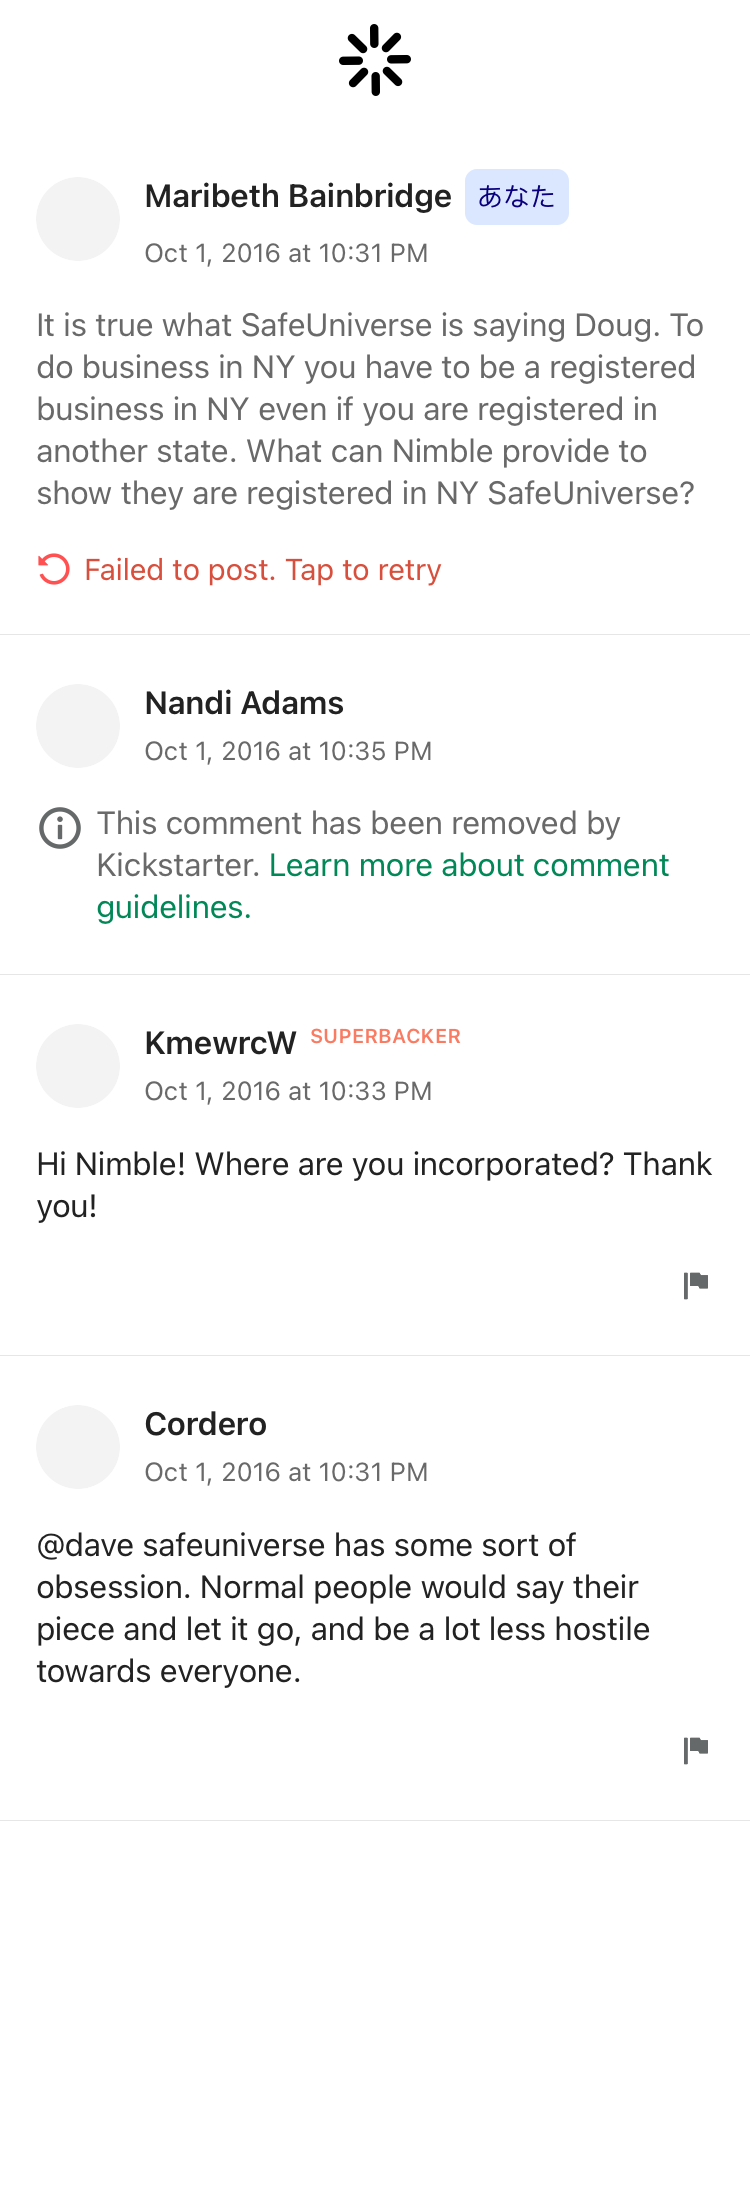 Maribeth Bainbridge あなた
Oct 1, 2016 at 10:31 PM
It is true what SafeUniverse is saying Doug. To
do business in NY you have to be a registered
business in NY even if you are registered in
another state. What can Nimble provide to
show they are registered in NY SafeUniverse?
Failed to post. Tap to retry
Nandi Adams
Oct 1, 2016 at 10:35 PM
This comment has been removed by
Kickstarter. Learn more about comment
guidelines.
KmewrcW SUPERBACKER
Oct 1, 2016 at 10:33 PM
Hi Nimble! Where are you incorporated? Thank
you!
Cordero
Oct 1, 2016 at 10:31 PM
@dave safeuniverse has some sort of
obsession. Normal people would say their
piece and let it go, and be a lot less hostile
towards everyone.